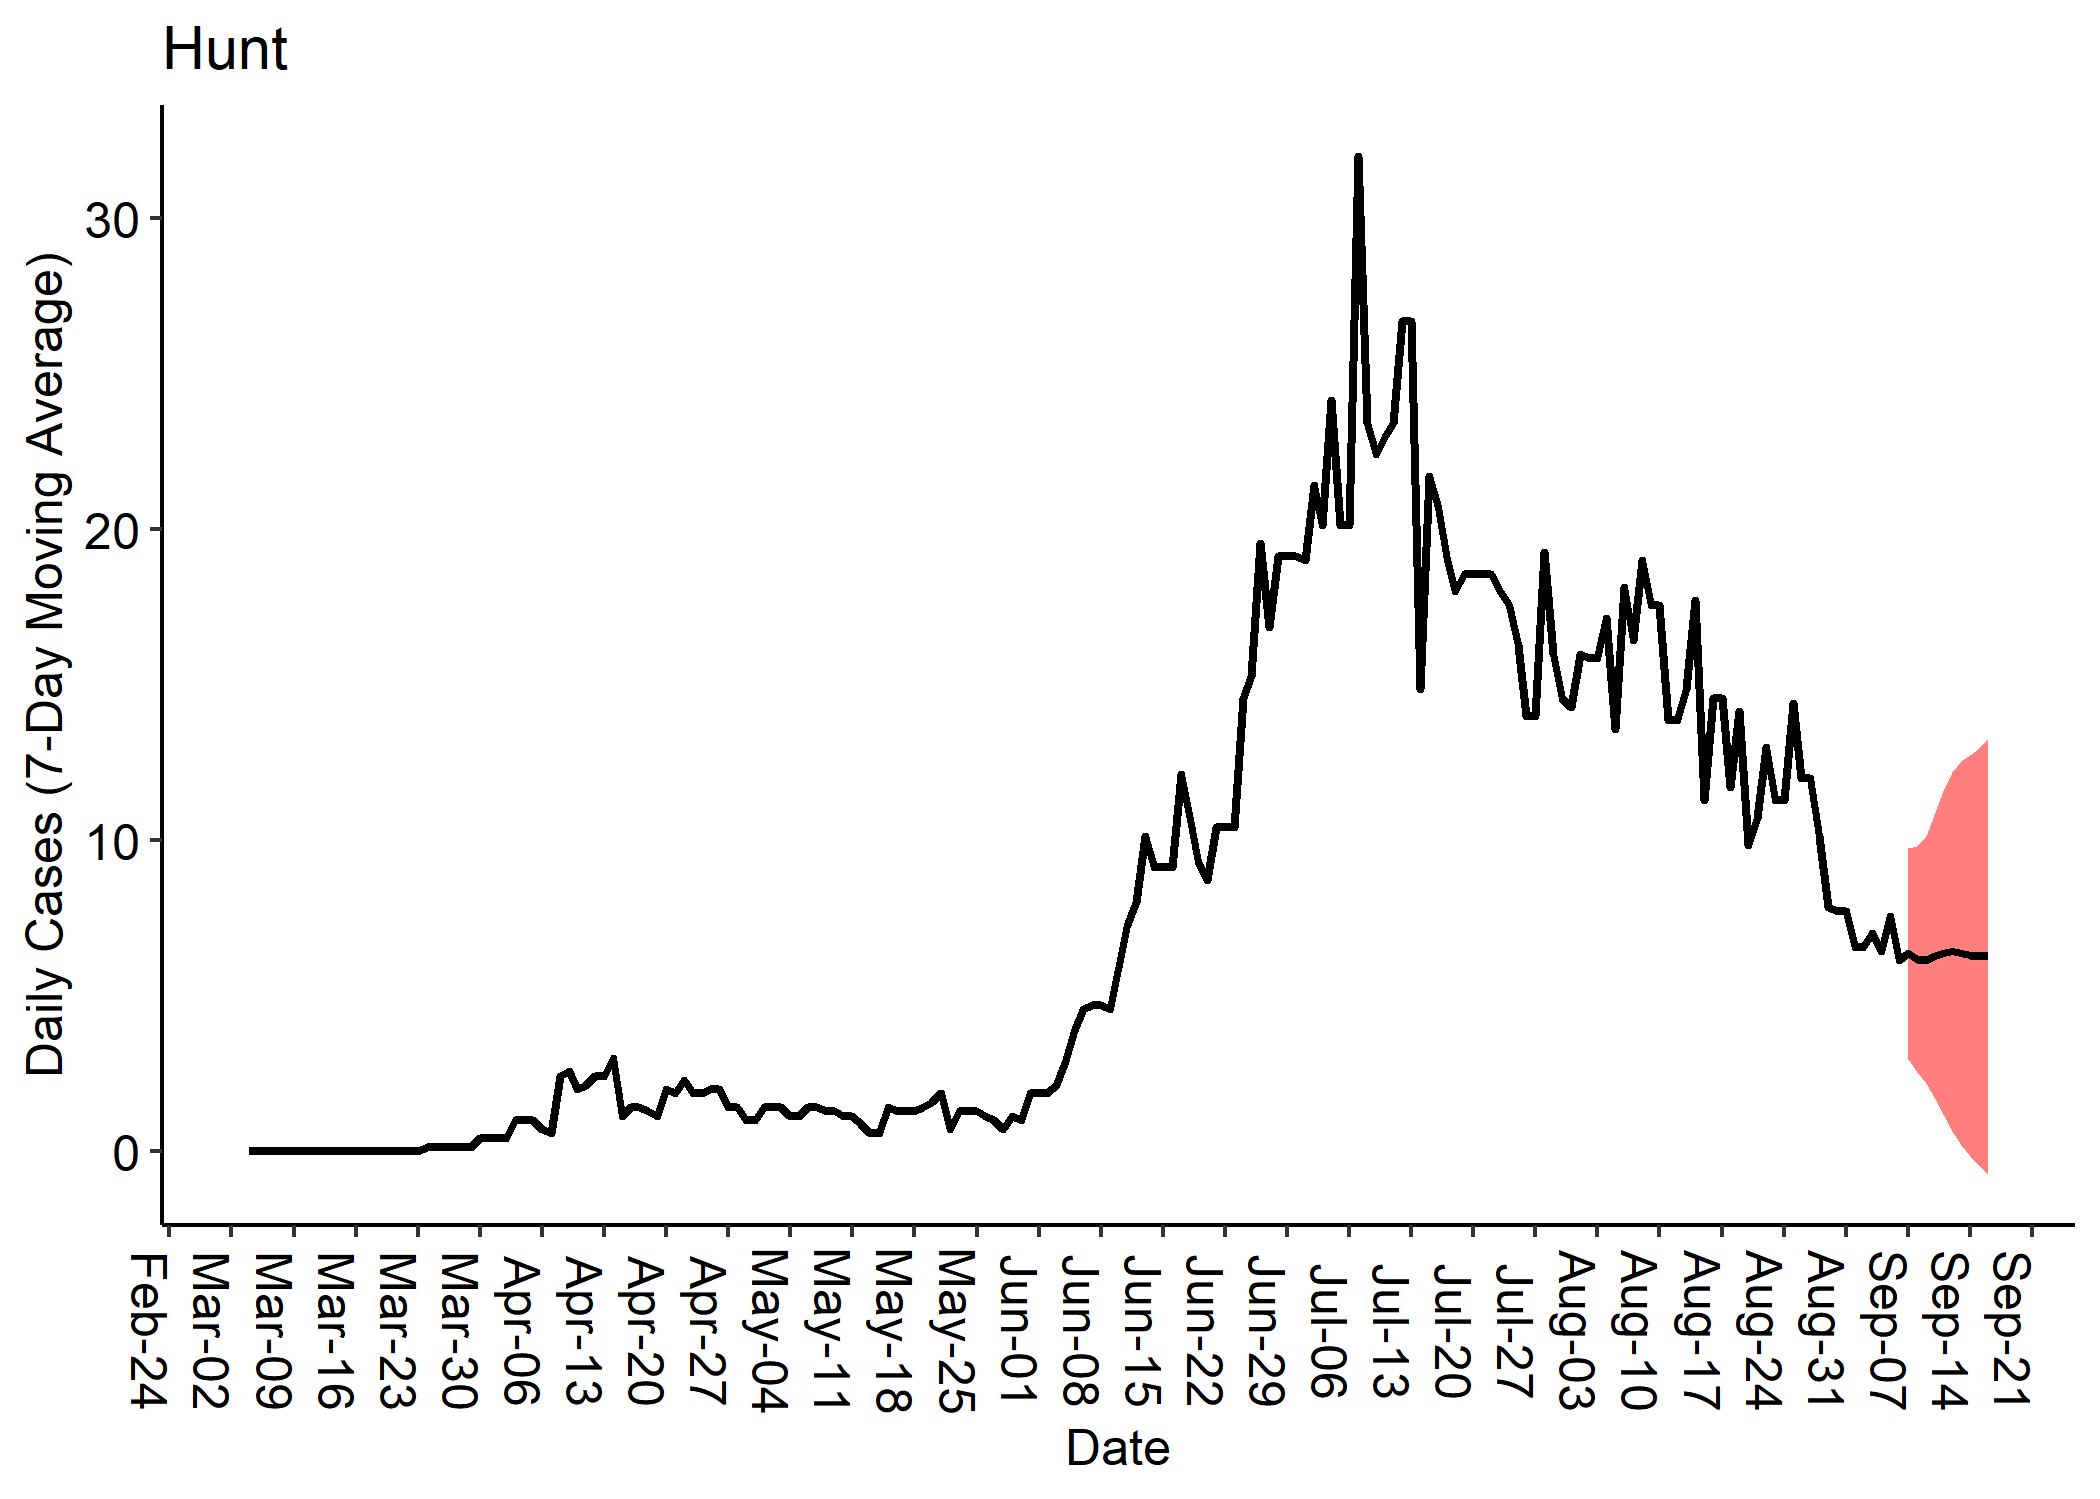 Hunt
Daily Cases (7-Day Moving Average)
30
20
10
0
Feb-24
Mar-02
Mar-09
Mar-16
Mar-23
Mar-30
Apr-06
Apr-13
Apr-20
Apr-27
May-04
May-11
May-18
May-25
Jun-01
Jun-08
Jun-15
Jun-22
Jun-29
Jul-06
Jul-13
Jul-20
Jul-27
Aug-03
Aug-10
Aug-17
Aug-24
Aug-31
Sep-07
Sep-14
Sep-21
Date